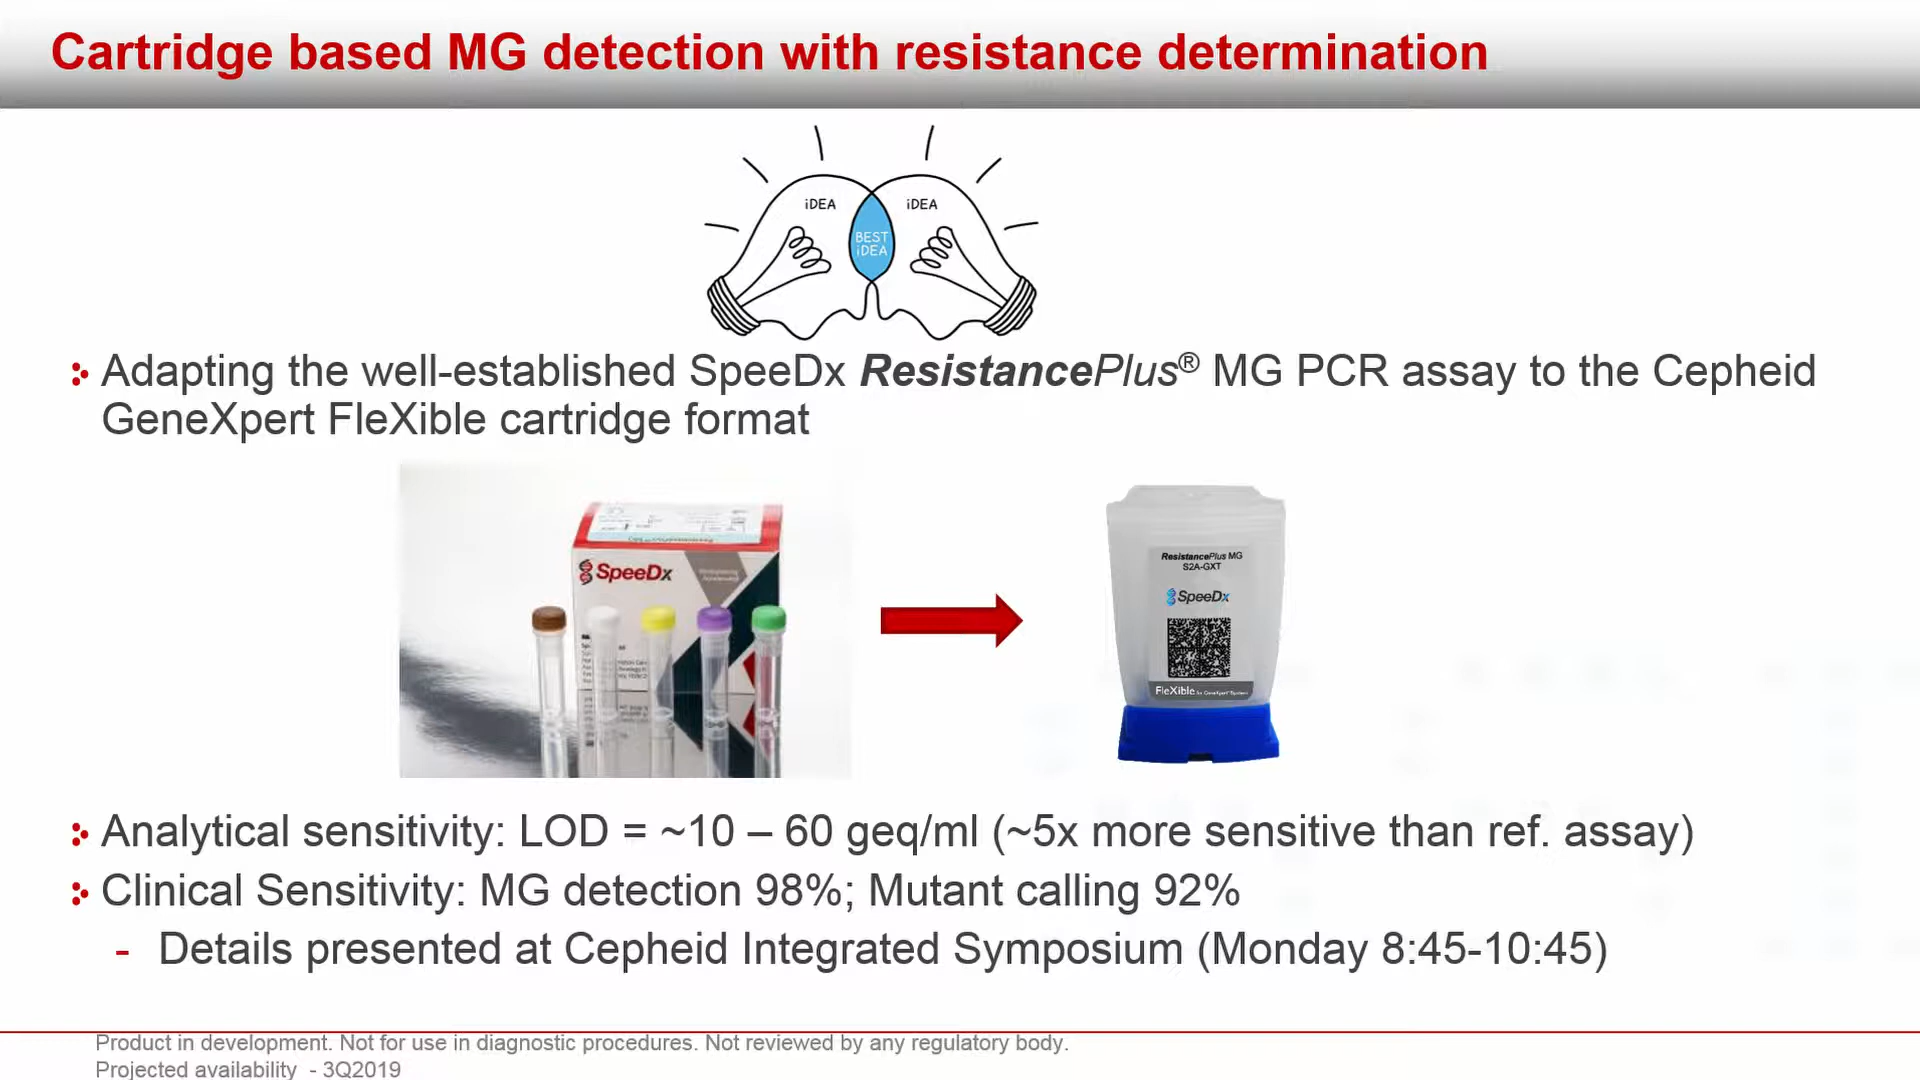 Cartridge based MG detection with resistance determination
iDEA
iDEA
BEST
iDEA
Adapting the well-established SpeeDx ResistancePlus® MG PCR assay to the Cepheid
GeneXpert FleXible cartridge format
SpeeDx
ResistancePlus MG
S2A-GXT
SpeeDx
FleXible for GeneXpert® System
Analytical sensitivity: LOD = ~10 – 60 geq/ml (~5x more sensitive than ref. assay)
Clinical Sensitivity: MG detection 98%; Mutant calling 92%
- Details presented at Cepheid Integrated Symposium (Monday 8:45-10:45)
Product in development. Not for use in diagnostic procedures. Not reviewed by any regulatory body.
Projected availability - 3Q2019